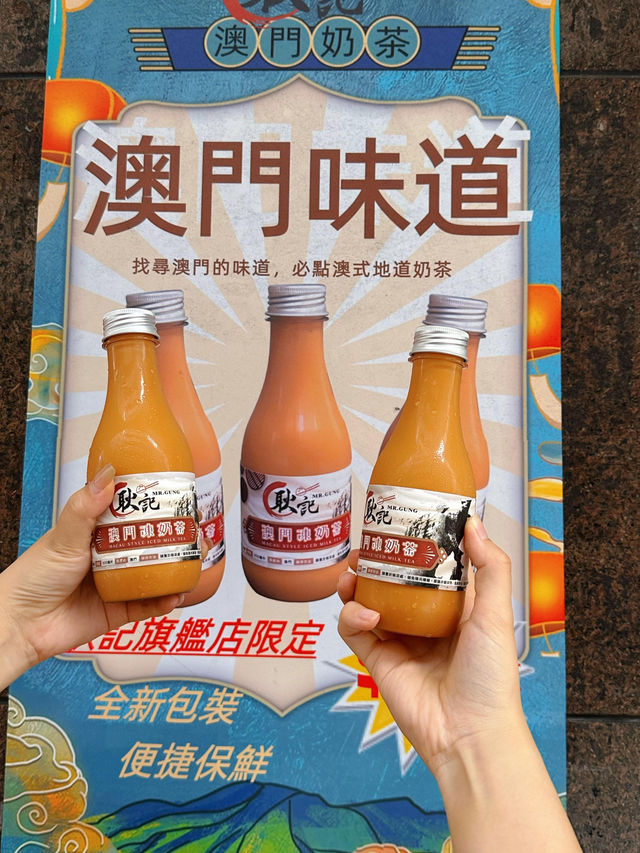 澳門奶茶
澳門味道
找尋澳門的味道，必點澳式地道奶茶
耿記
MR.GUNG
澳門凍奶茶
MACAU STYLE ICED MILK TEA
耿記
MR.GUNG
澳門凍奶茶
MACAU STYLE ICED MILK TEA
耿記
MR.GUNG
門凍奶茶
STYLE ICED MILK TEA
記旗艦店限定
全新包裝
便捷保鮮